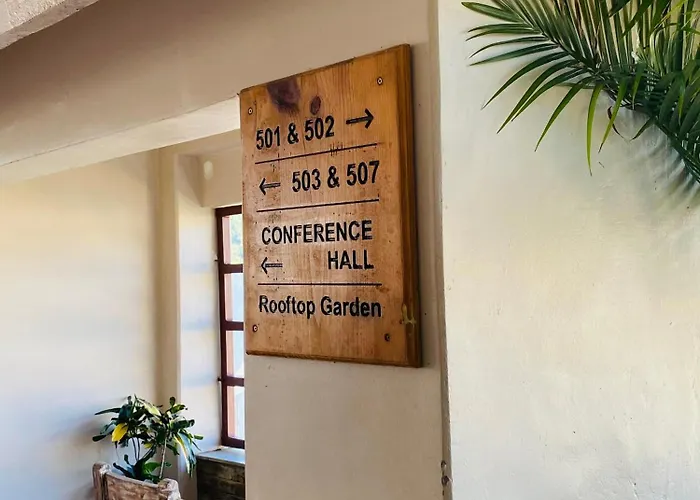 501 & 502 →
← 503 & 507
CONFERENCE
← HALL
Rooftop Garden